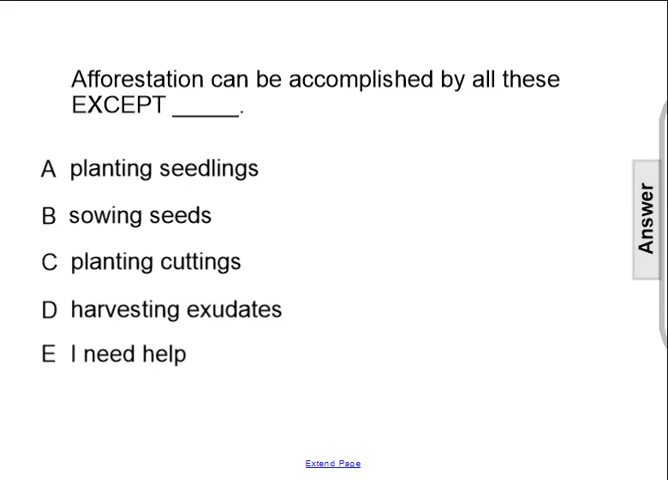 Afforestation can be accomplished by all these
EXCEPT _____.
A planting seedlings
B sowing seeds
C planting cuttings
D harvesting exudates
E I need help
Answer
Extend Page